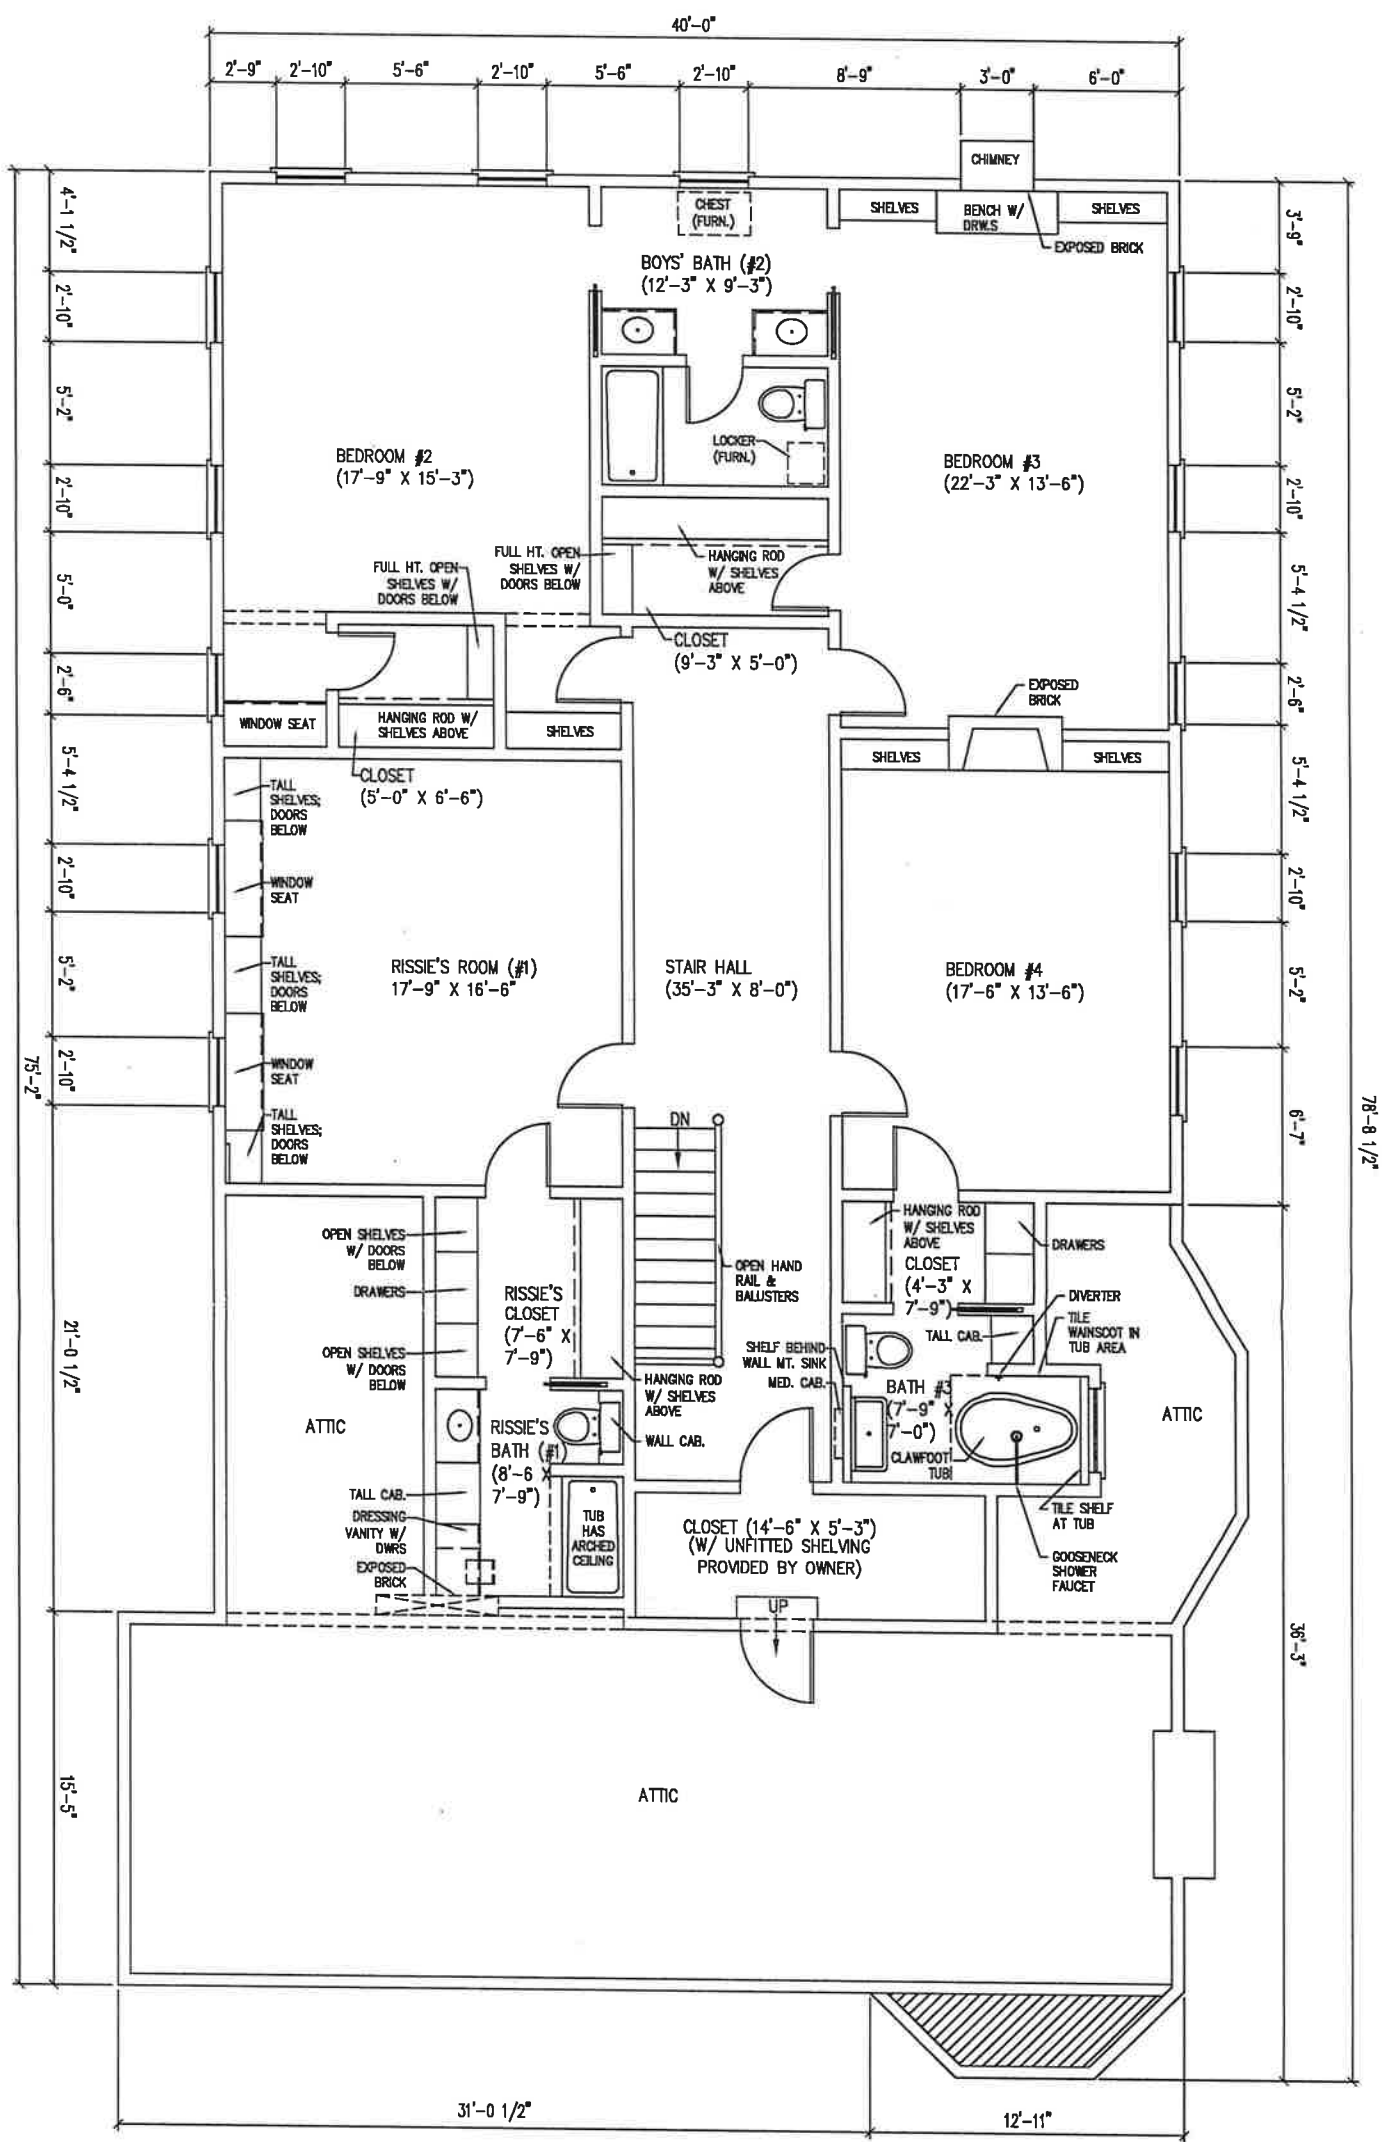 40'-0"
2'-9"
2'-10"
5'-6"
2'-10"
5'-6"
2'-10"
8'-9"
3'-0"
6'-0"
CHIMNEY
SHELVES
BENCH W/
DRW.S
SHELVES
EXPOSED BRICK
CHEST
(FURN.)
BOYS' BATH (#2)
(12'-3" X 9'-3")
LOCKER
(FURN.)
BEDROOM #2
(17'-9" X 15'-3")
BEDROOM #3
(22'-3" X 13'-6")
FULL HT. OPEN
SHELVES W/
DOORS BELOW
FULL HT. OPEN
SHELVES W/
DOORS BELOW
HANGING ROD
W/ SHELVES
ABOVE
CLOSET
(9'-3" X 5'-0")
EXPOSED
BRICK
WINDOW SEAT
HANGING ROD W/
SHELVES ABOVE
SHELVES
SHELVES
SHELVES
CLOSET
(5'-0" X 6'-6")
TALL
SHELVES;
DOORS
BELOW
WINDOW
SEAT
TALL
SHELVES;
DOORS
BELOW
WINDOW
SEAT
TALL
SHELVES;
DOORS
BELOW
RISSIE'S ROOM (#1)
17'-9" X 16'-6"
STAIR HALL
(35'-3" X 8'-0")
BEDROOM #4
(17'-6" X 13'-6")
DN
OPEN HAND
RAIL &
BALUSTERS
OPEN SHELVES
W/ DOORS
BELOW
DRAWERS
OPEN SHELVES
W/ DOORS
BELOW
RISSIE'S
CLOSET
(7'-6" X
7'-9")
HANGING ROD
W/ SHELVES
ABOVE
HANGING ROD
W/ SHELVES
ABOVE
CLOSET
(4'-3" X
7'-9")
DRAWERS
DIVERTER
TILE
WAINSCOT IN
TUB AREA
TALL CAB.
SHELF BEHIND
WALL MT. SINK
MED. CAB.
BATH #3
(7'-9" X
7'-0")
CLAWFOOT
TUB
ATTIC
TILE SHELF
AT TUB
GOOSENECK
SHOWER
FAUCET
ATTIC
RISSIE'S
BATH (#1)
(8'-6 X
7'-9")
WALL CAB.
TALL CAB.
DRESSING
VANITY W/
DWRS
EXPOSED
BRICK
TUB
HAS
ARCHED
CEILING
CLOSET (14'-6" X 5'-3")
(W/ UNFITTED SHELVING
PROVIDED BY OWNER)
UP
ATTIC
4'-1 1/2"
2'-10"
5'-2"
2'-10"
5'-0"
2'-6"
5'-4 1/2"
2'-10"
5'-2"
2'-10"
21'-0 1/2"
15'-5"
75'-2"
3'-9"
2'-10"
5'-2"
2'-10"
5'-4 1/2"
2'-6"
5'-4 1/2"
2'-10"
5'-2"
6'-7"
36'-3"
78'-8 1/2"
31'-0 1/2"
12'-11"